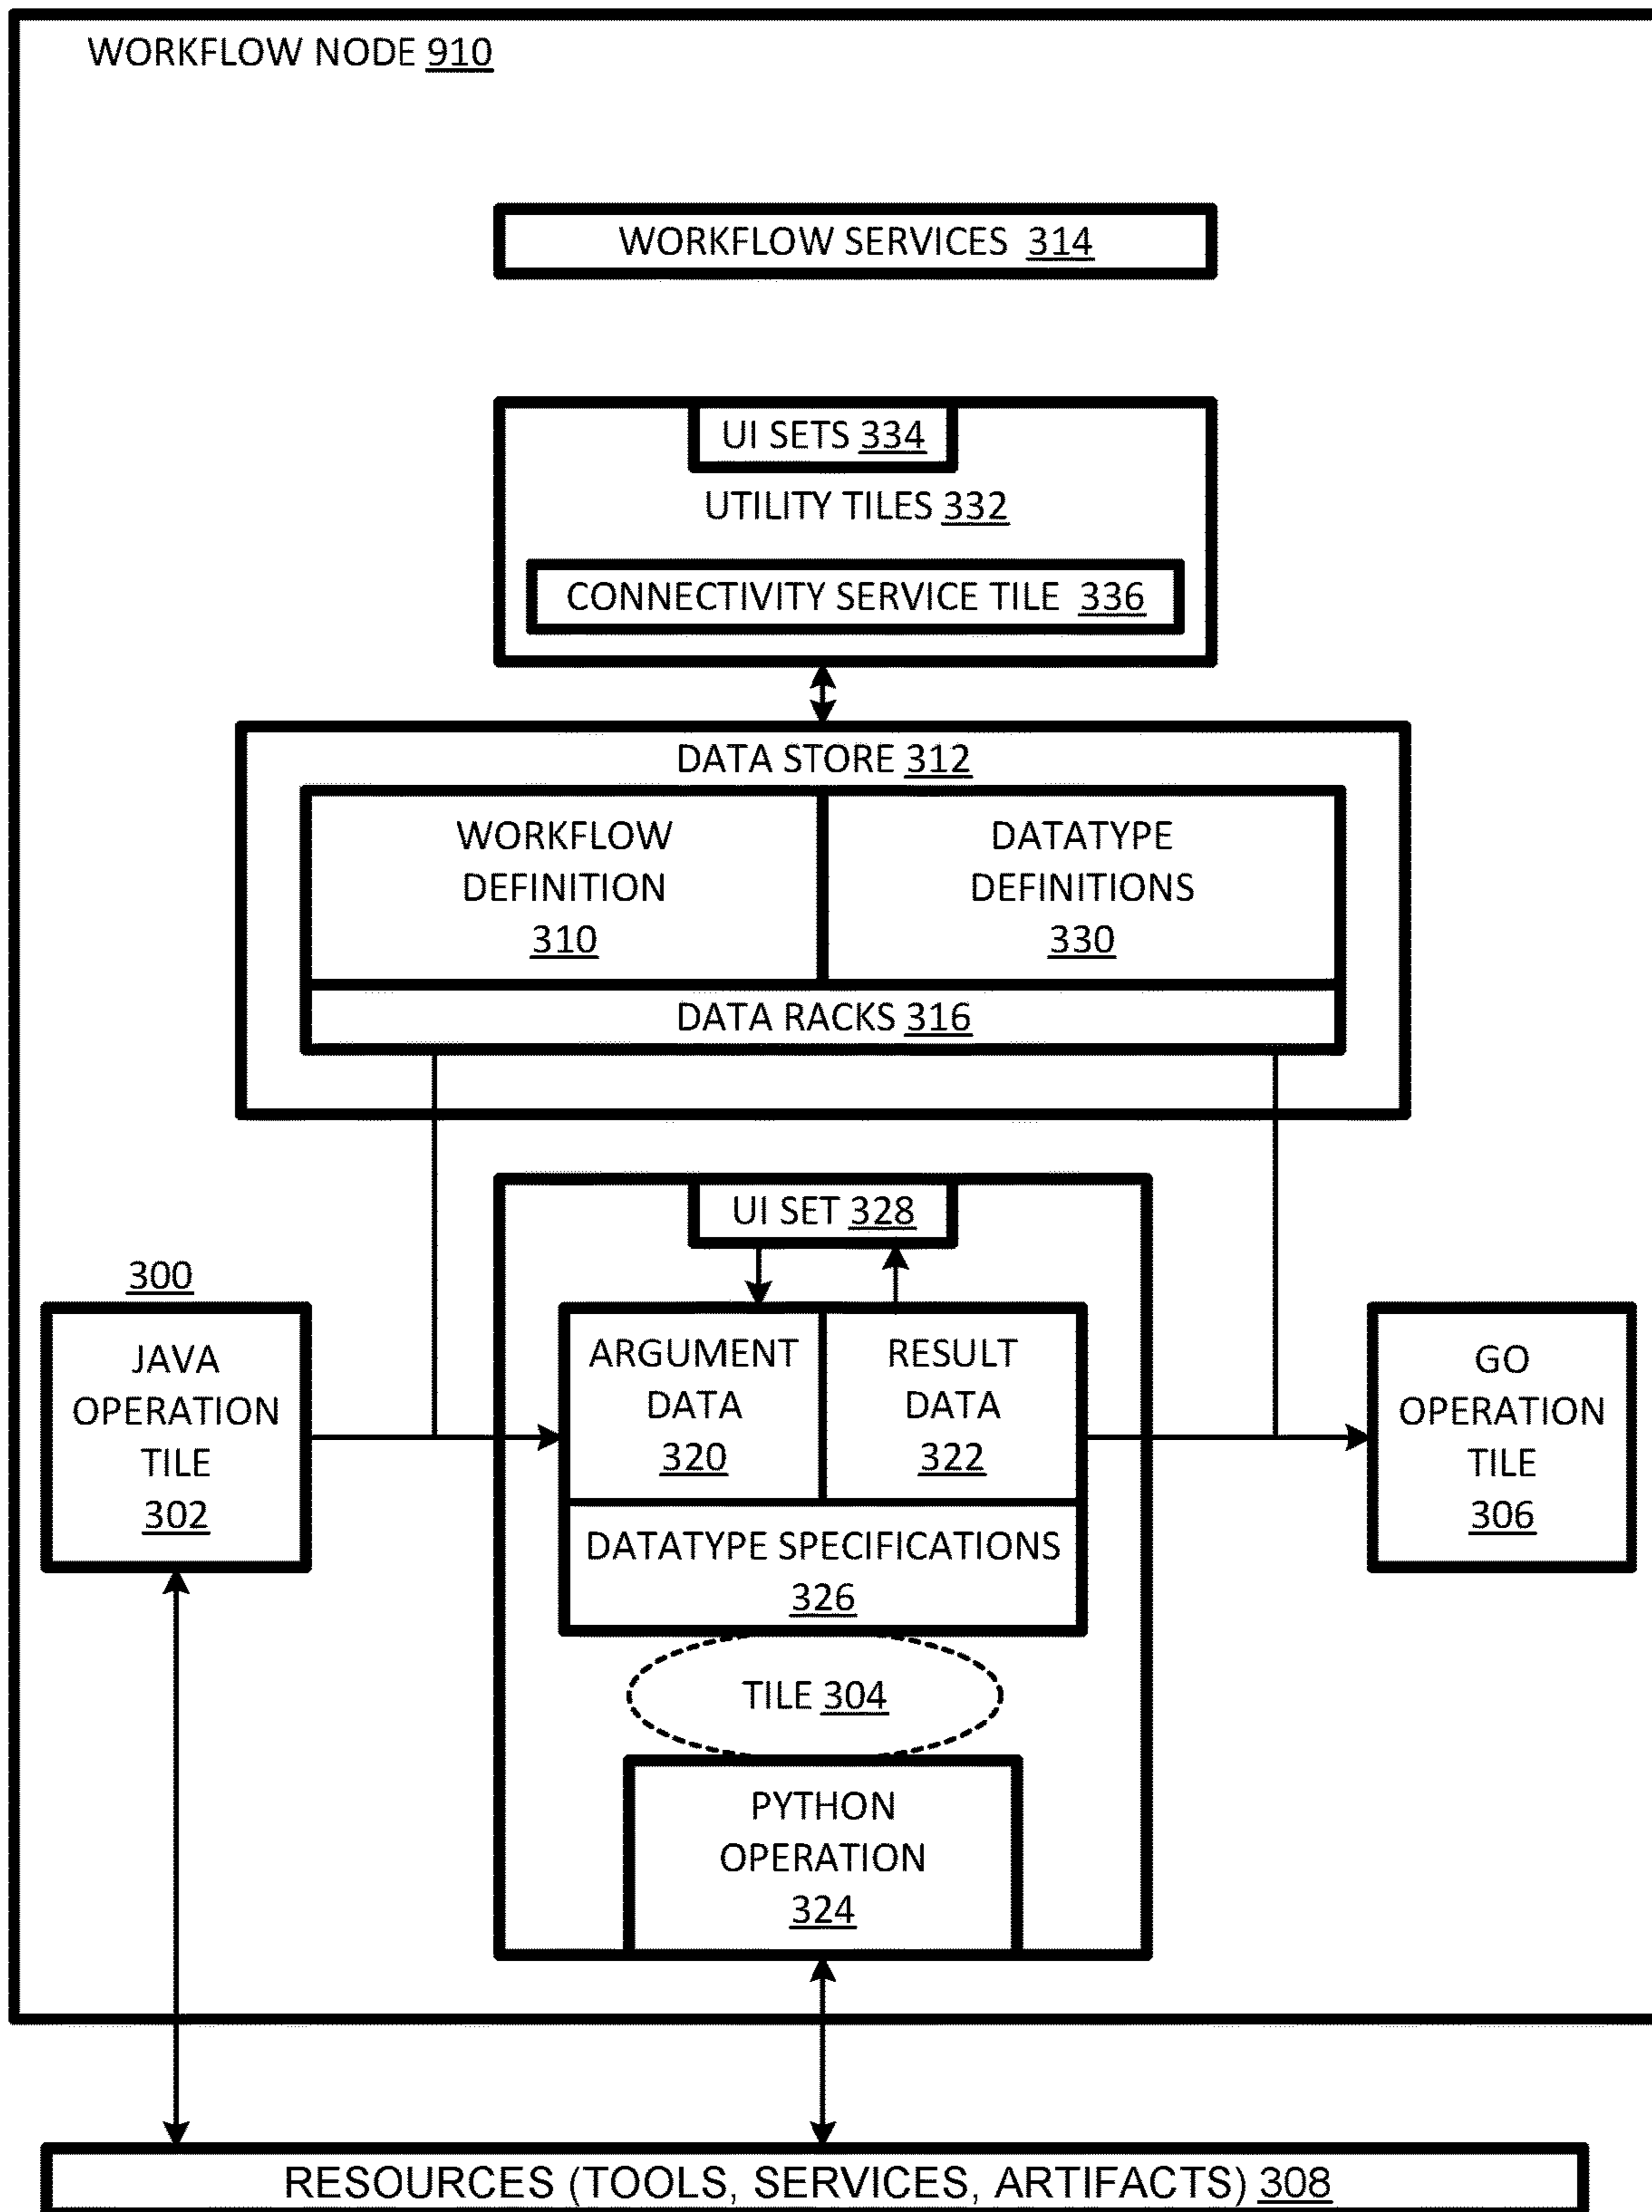 WORKFLOW NODE 910
WORKFLOW SERVICES 314
UI SETS 334
UTILITY TILES 332
CONNECTIVITY SERVICE TILE 336
DATA STORE 312
WORKFLOW
DEFINITION
310
DATATYPE
DEFINITIONS
330
DATA RACKS 316
UI SET 328
300
JAVA
OPERATION
TILE
302
ARGUMENT
DATA
320
RESULT
DATA
322
GO
OPERATION
TILE
306
DATATYPE SPECIFICATIONS
326
TILE 304
PYTHON
OPERATION
324
RESOURCES (TOOLS, SERVICES, ARTIFACTS) 308